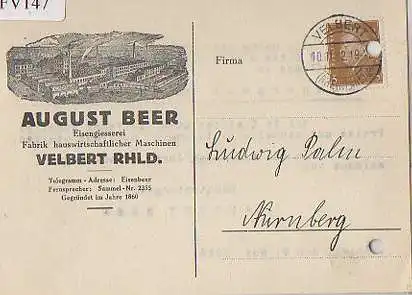 FV147
AUGUST BEER
Eisengiesserei
Fabrik hauswirtschaftlicher Maschinen
VELBERT RHLD.
Telegramm-Adresse: Eisenbeer
Fernsprecher: Sammel-Nr. 2355
Gegründet im Jahre 1860
Firma
VELBERT
Ludwig Palm
Nürnberg